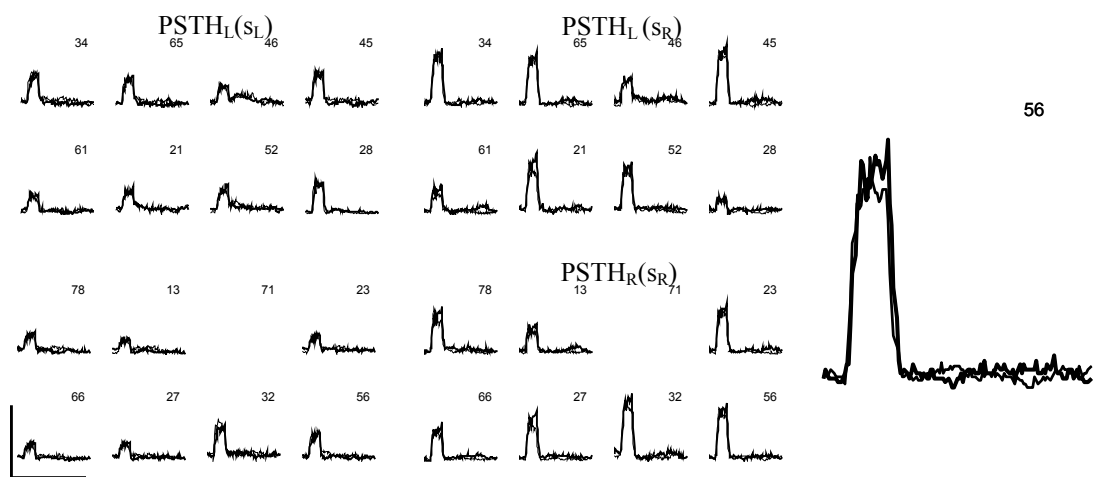 PSTH_L(s_L) PSTH_L (s_R)
34 65 46 45 34 65 46 45
56
61 21 52 28 61 21 52 28
PSTH_R(s_R)
78 13 71 23 78 13 71 23
66 27 32 56 66 27 32 56